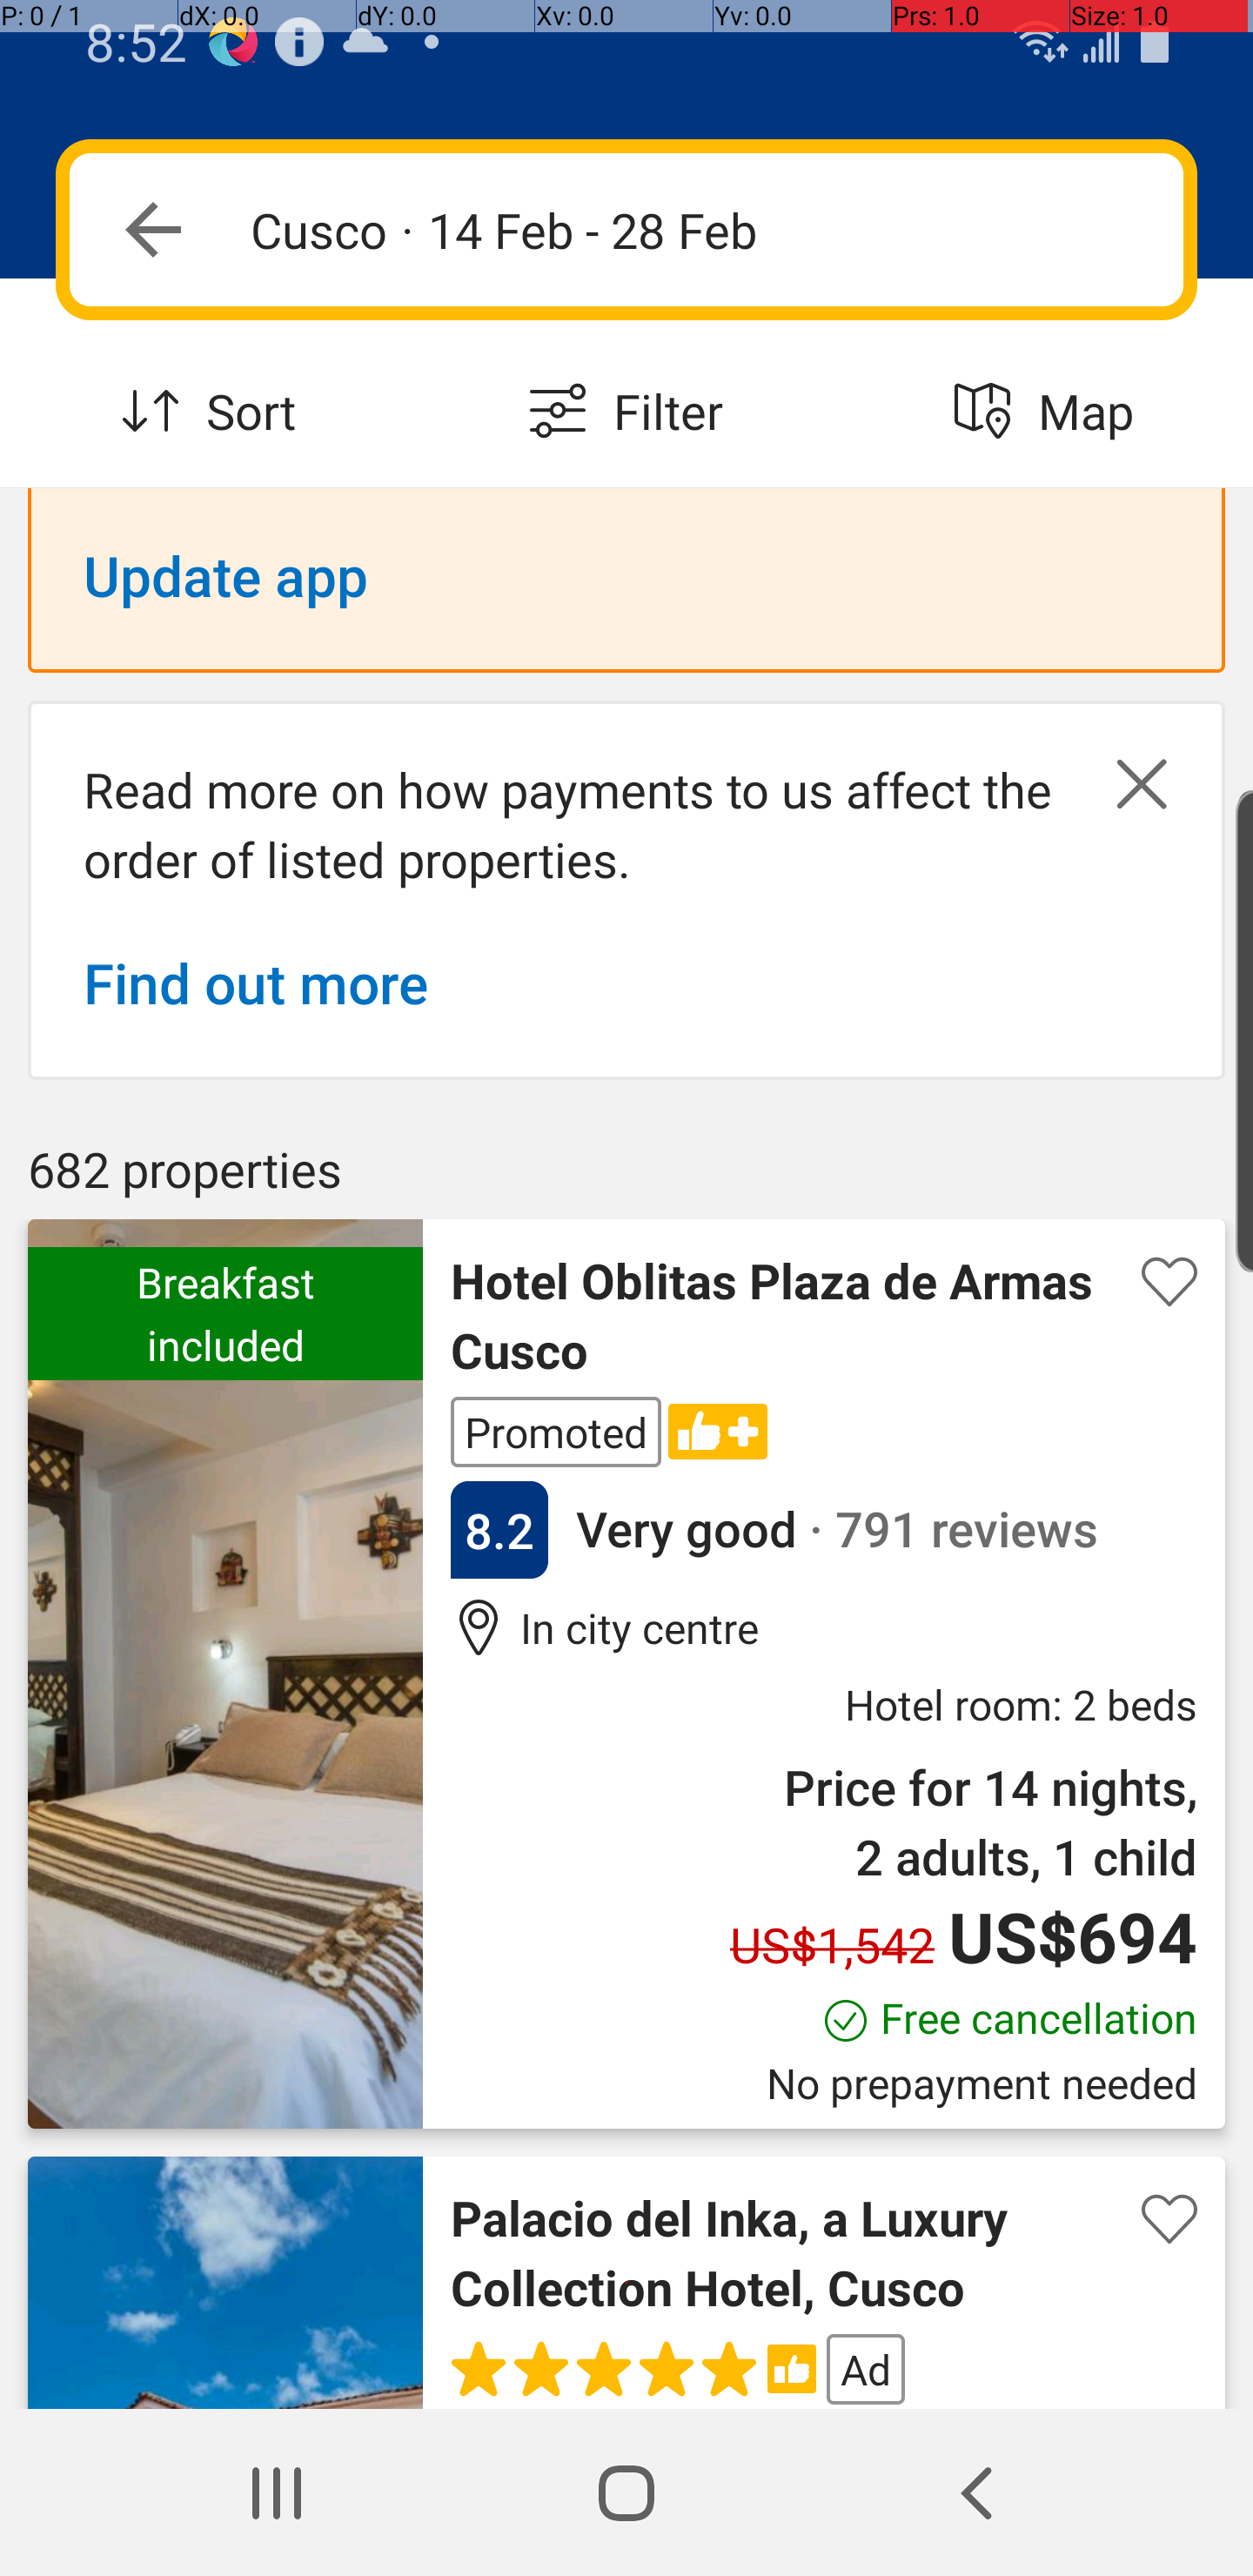 P: 0 / 1 dX: 0.0 dY: 0.0 Xv: 0.0 Yv: 0.0 Prs: 1.0 Size: 1.0
8:52
Cusco · 14 Feb - 28 Feb
Sort Filter Map
Update app
Read more on how payments to us affect the
order of listed properties.
Find out more
682 properties
Breakfast
included
Hotel Oblitas Plaza de Armas
Cusco
Promoted
8.2 Very good · 791 reviews
In city centre
Hotel room: 2 beds
Price for 14 nights,
2 adults, 1 child
US$1,542 US$694
Free cancellation
No prepayment needed
Palacio del Inka, a Luxury
Collection Hotel, Cusco
Ad